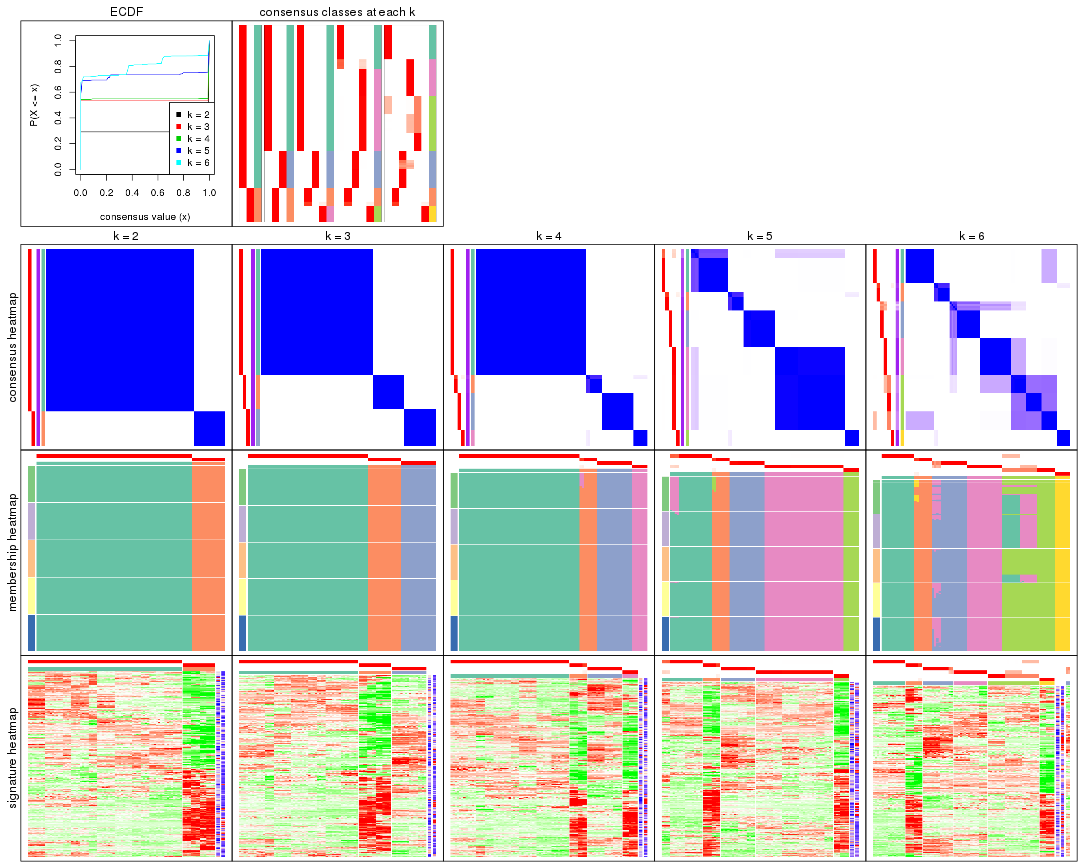 ECDF
consensus classes at each k
P(X <= x)
0.0 0.2 0.4 0.6 0.8 1.0
k = 2
k = 3
k = 4
k = 5
k = 6
0.0 0.2 0.4 0.6 0.8 1.0
consensus value (x)
k = 2
k = 3
k = 4
k = 5
k = 6
consensus heatmap
membership heatmap
signature heatmap